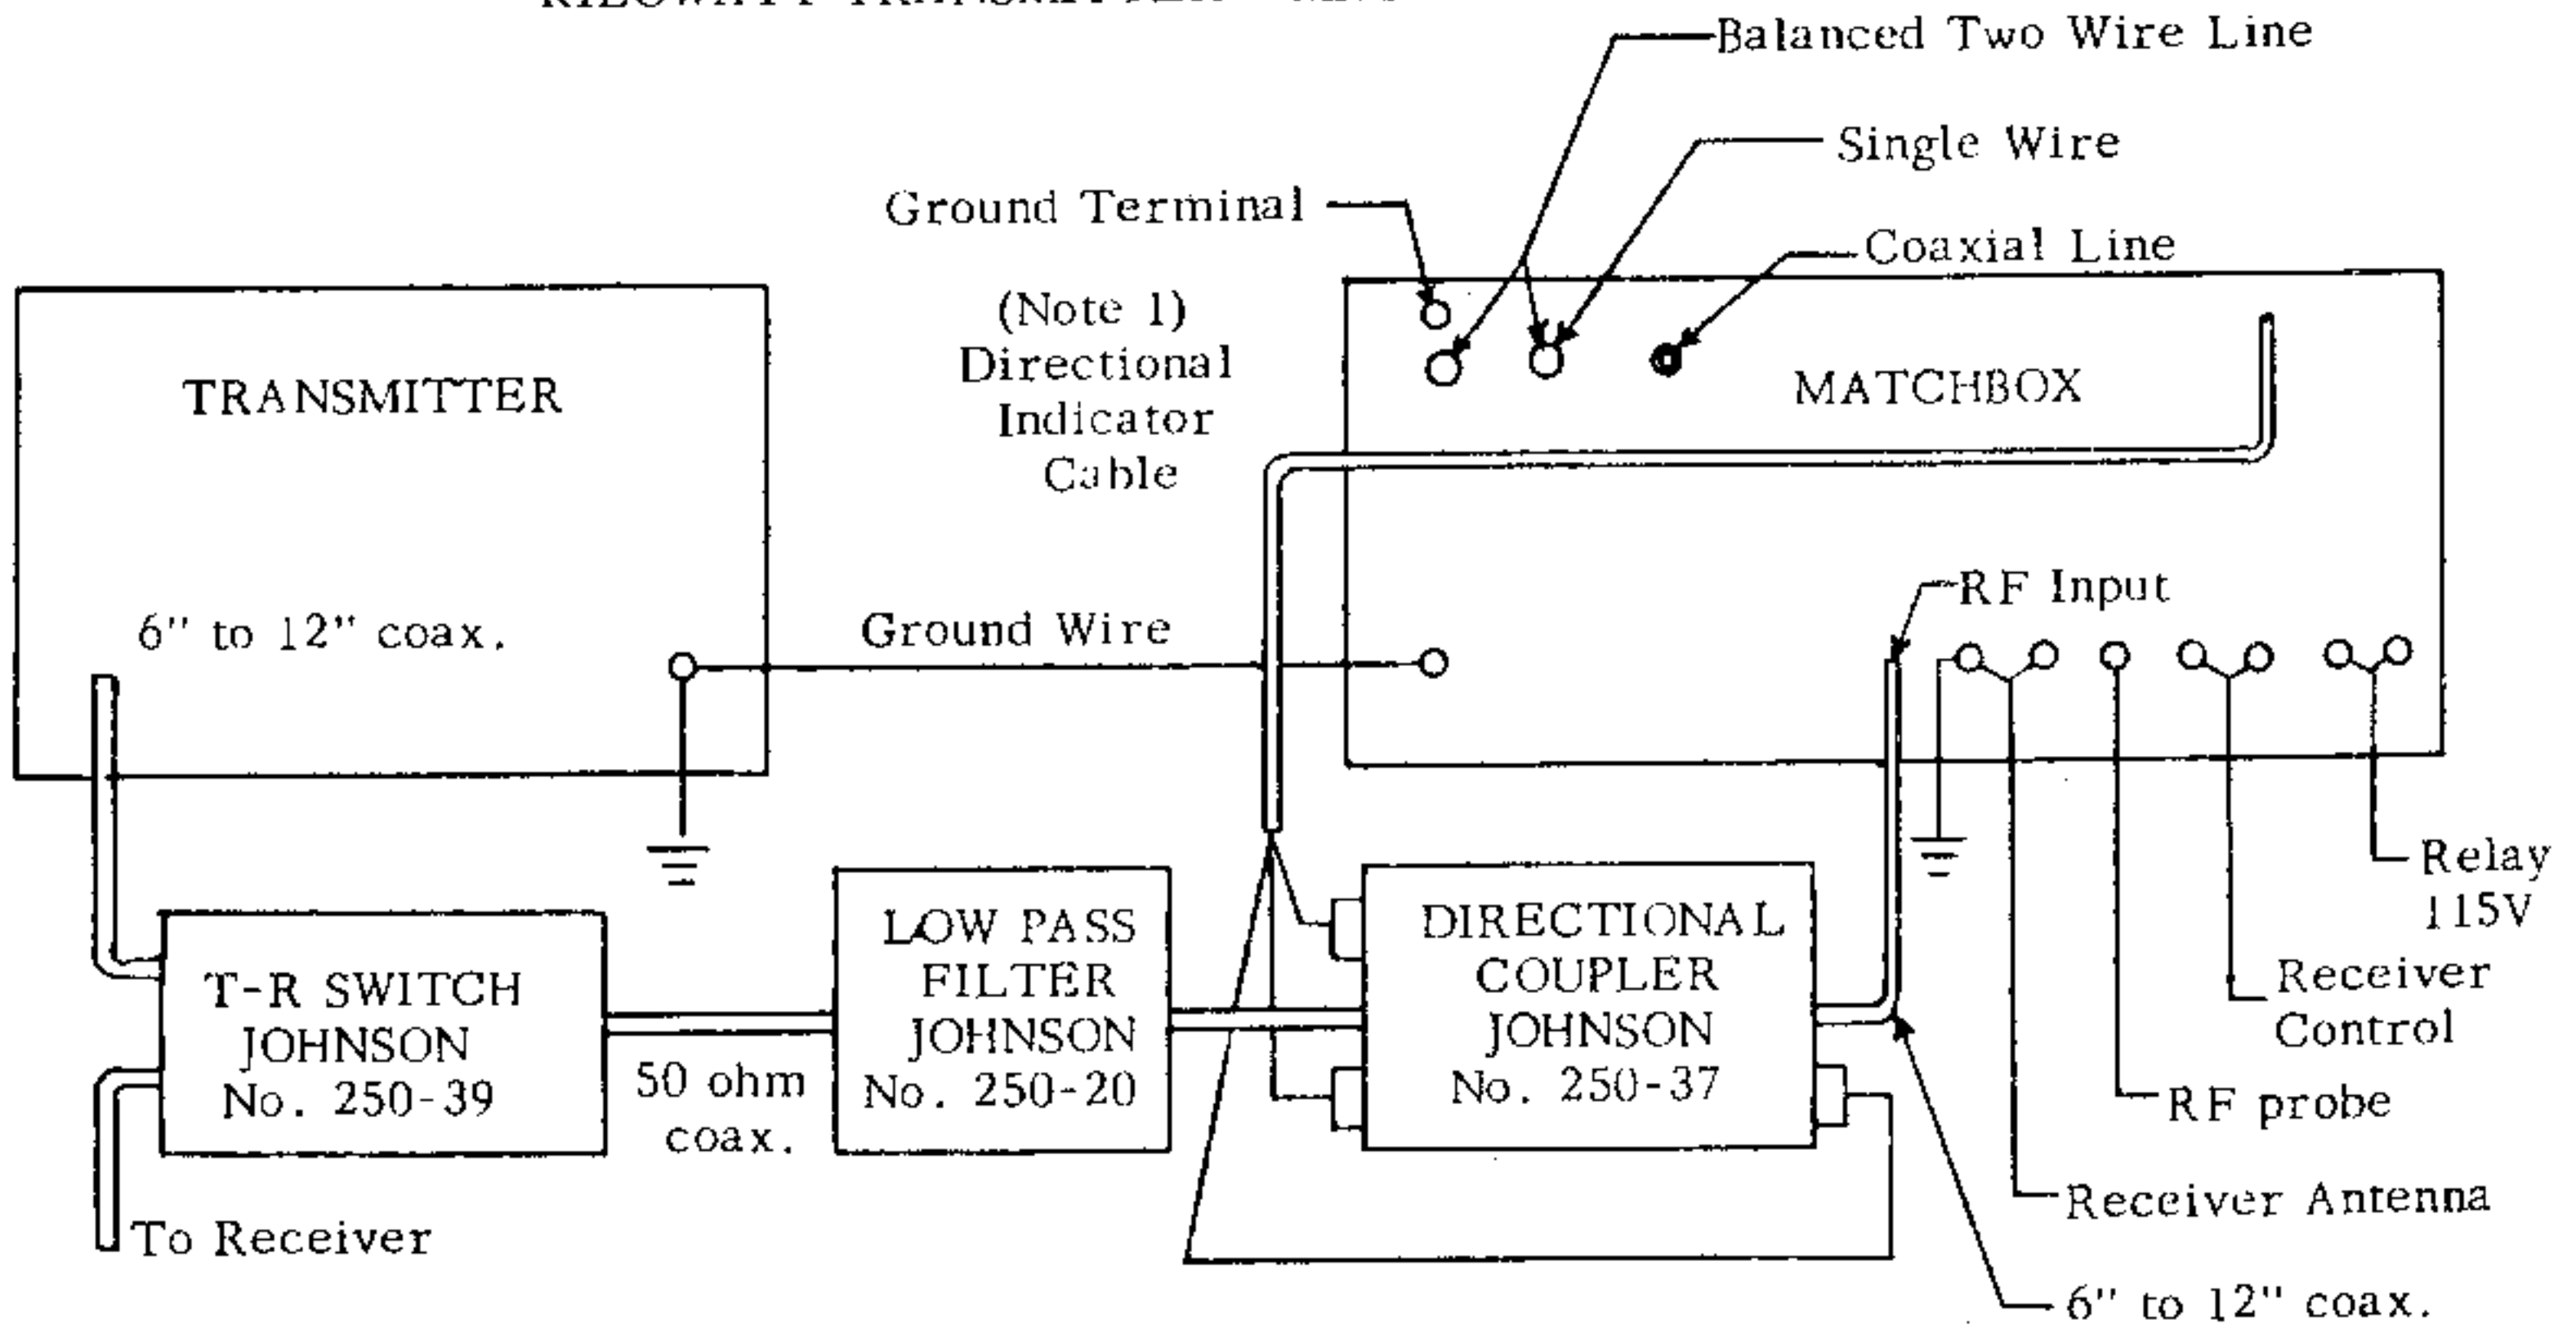 Balanced Two Wire Line
Single Wire
Ground Terminal
Coaxial Line
(Note 1)
Directional
Indicator
Cable
TRANSMITTER
MATCHBOX
6" to 12" coax.
Ground Wire
RF Input
Relay
115V
Receiver
Control
RF probe
Receiver Antenna
6" to 12" coax.
T-R SWITCH
JOHNSON
No. 250-39
50 ohm
coax.
LOW PASS
FILTER
JOHNSON
No. 250-20
DIRECTIONAL
COUPLER
JOHNSON
No. 250-37
To Receiver